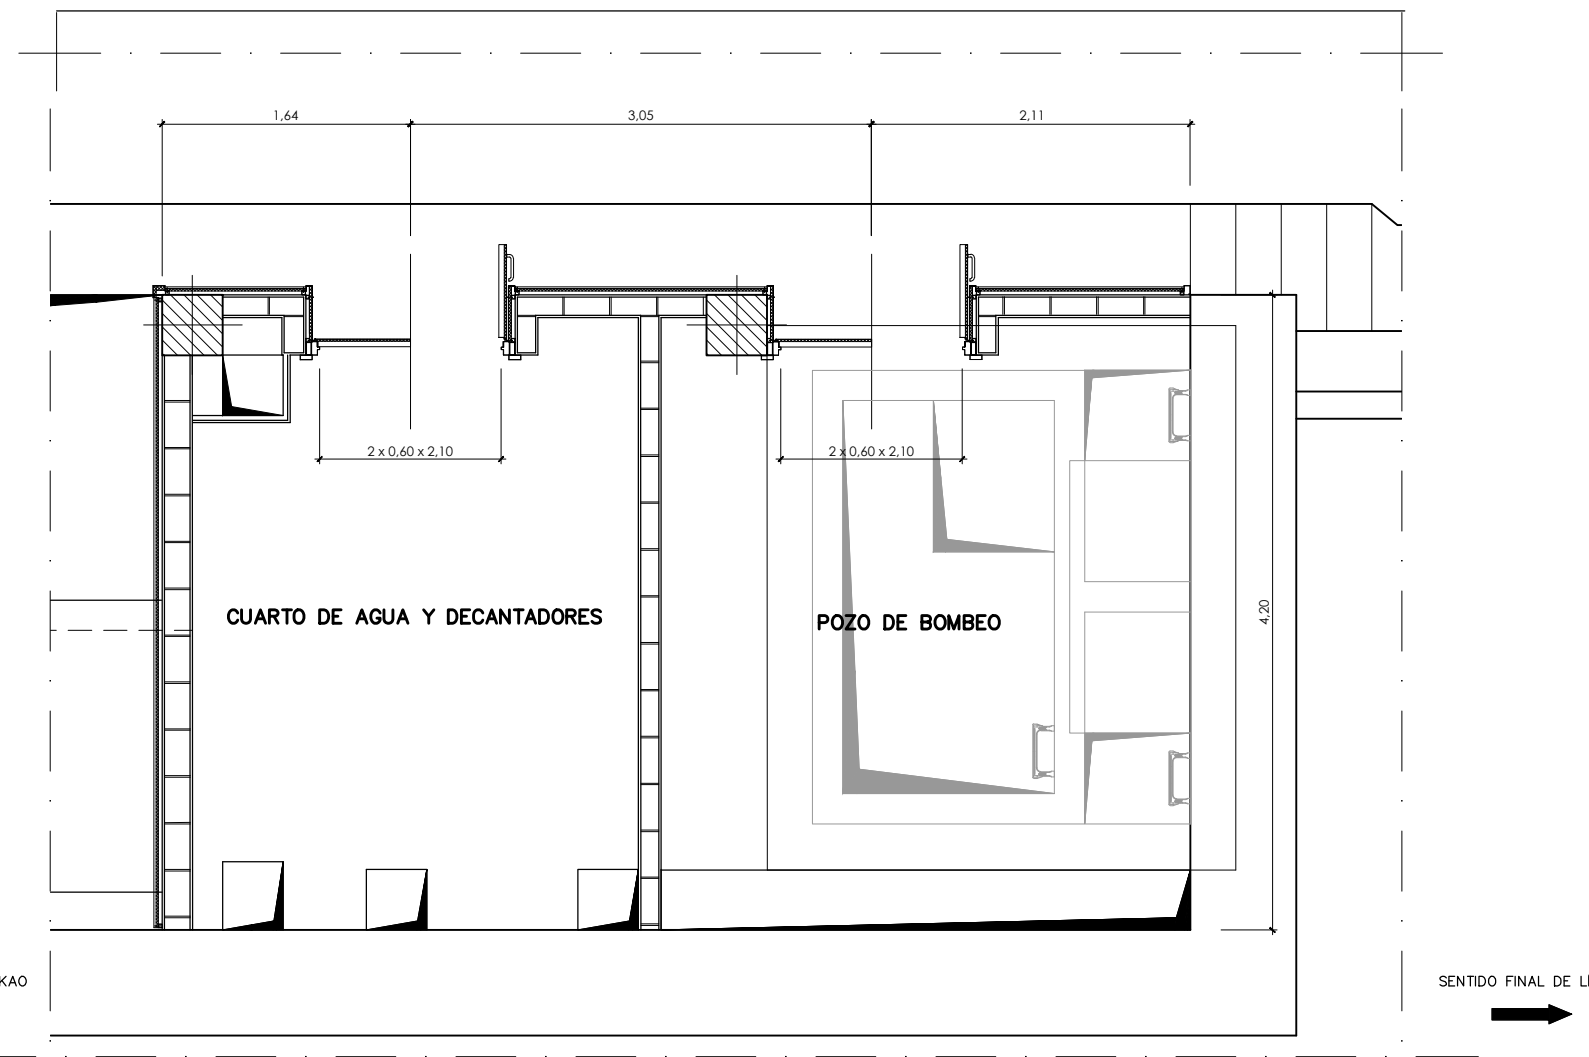 1,64
3,05
2,11
2 x 0,60 x 2,10
2 x 0,60 x 2,10
CUARTO DE AGUA Y DECANTADORES
POZO DE BOMBEO
4,20
KAO
SENTIDO FINAL DE